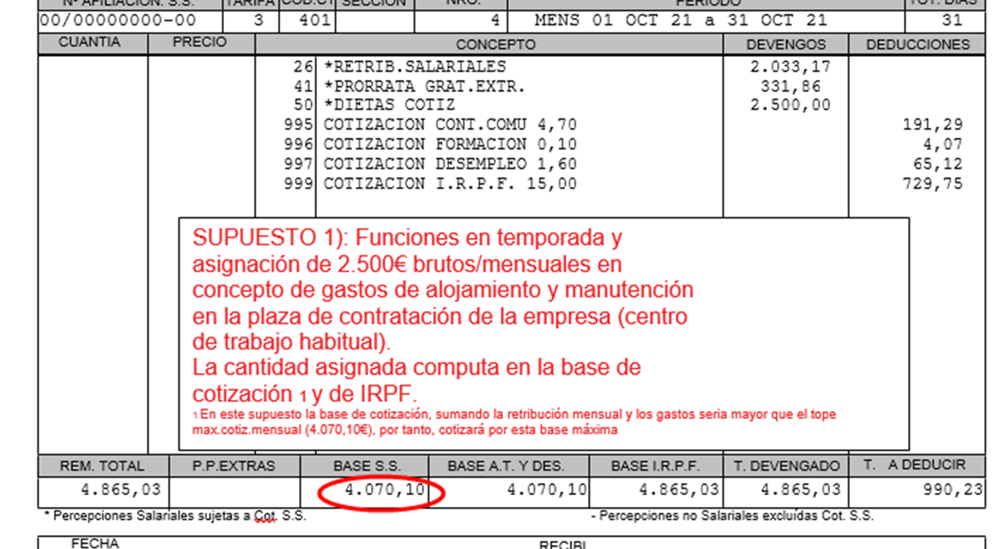 Nº AFILIACION. S.S. TARIFA COD.CT SECCION NRO. PERIODO TOT. DIAS
00/00000000-00 3 401 4 MENS 01 OCT 21 a 31 OCT 21 31
CUANTIA PRECIO CONCEPTO DEVENGOS DEDUCCIONES
26 *RETRIB.SALARIALES 2.033,17
41 *PRORRATA GRAT.EXTR. 331,86
50 *DIETAS COTIZ 2.500,00
995 COTIZACION CONT.COMU 4,70 191,29
996 COTIZACION FORMACION 0,10 4,07
997 COTIZACION DESEMPLEO 1,60 65,12
999 COTIZACION I.R.P.F. 15,00 729,75
SUPUESTO 1): Funciones en temporada y
asignación de 2.500€ brutos/mensuales en
concepto de gastos de alojamiento y manutención
en la plaza de contratación de la empresa (centro
de trabajo habitual).
La cantidad asignada computa en la base de
cotización 1 y de IRPF.
1 En este supuesto la base de cotización, sumando la retribución mensual y los gastos seria mayor que el tope
max.cotiz.mensual (4.070,10€), por tanto, cotizará por esta base máxima
REM. TOTAL P.P.EXTRAS BASE S.S. BASE A.T. Y DES. BASE I.R.P.F. T. DEVENGADO T. A DEDUCIR
4.865,03 4.070,10 4.070,10 4.865,03 4.865,03 990,23
* Percepciones Salariales sujetas a Cot. S.S. - Percepciones no Salariales excluídas Cot. S.S.
FECHA RECIBI